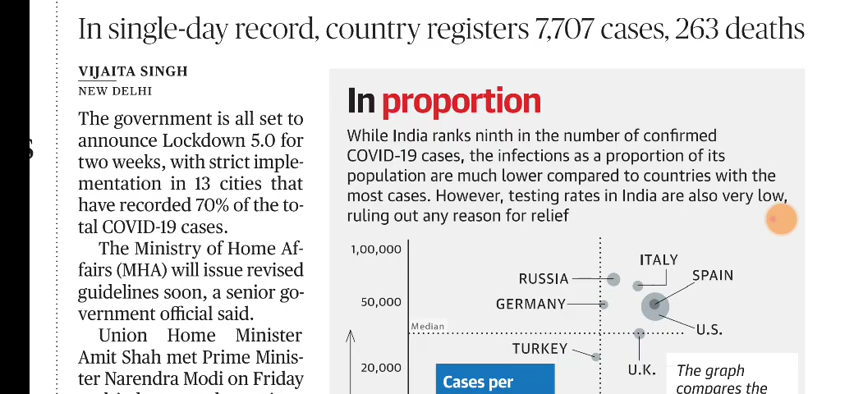 In single-day record, country registers 7,707 cases, 263 deaths
VIJAITA SINGH
NEW DELHI
The government is all set to
announce Lockdown 5.0 for
two weeks, with strict imple-
mentation in 13 cities that
have recorded 70% of the to-
tal COVID-19 cases.
The Ministry of Home Af-
fairs (MHA) will issue revised
guidelines soon, a senior go-
vernment official said.
Union Home Minister
Amit Shah met Prime Minis-
ter Narendra Modi on Friday
In proportion
While India ranks ninth in the number of confirmed
COVID-19 cases, the infections as a proportion of its
population are much lower compared to countries with the
most cases. However, testing rates in India are also very low,
ruling out any reason for relief
1,00,000
ITALY
RUSSIA
SPAIN
50,000
GERMANY
Median
U.S.
TURKEY
20,000
U.K.
Cases per
The graph
compares the